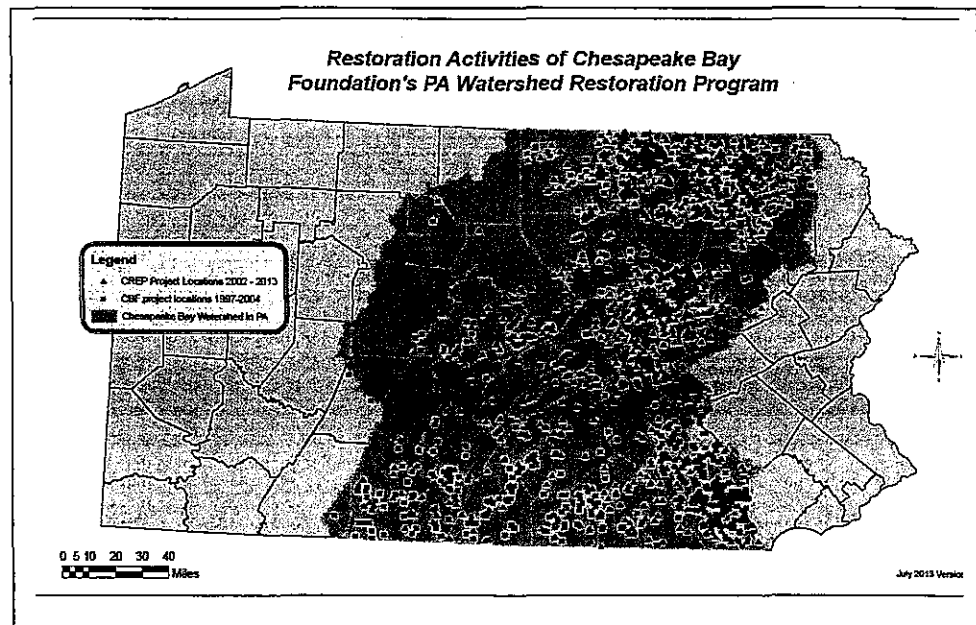 Restoration Activities of Chesapeake Bay
Foundation's PA Watershed Restoration Program
Legend
CREP Project Locations 2002 - 2013
CBF project locations 1997-2004
Chesapeake Bay Watershed in PA
0 5 10 20 30 40
Miles
July 2013 Version